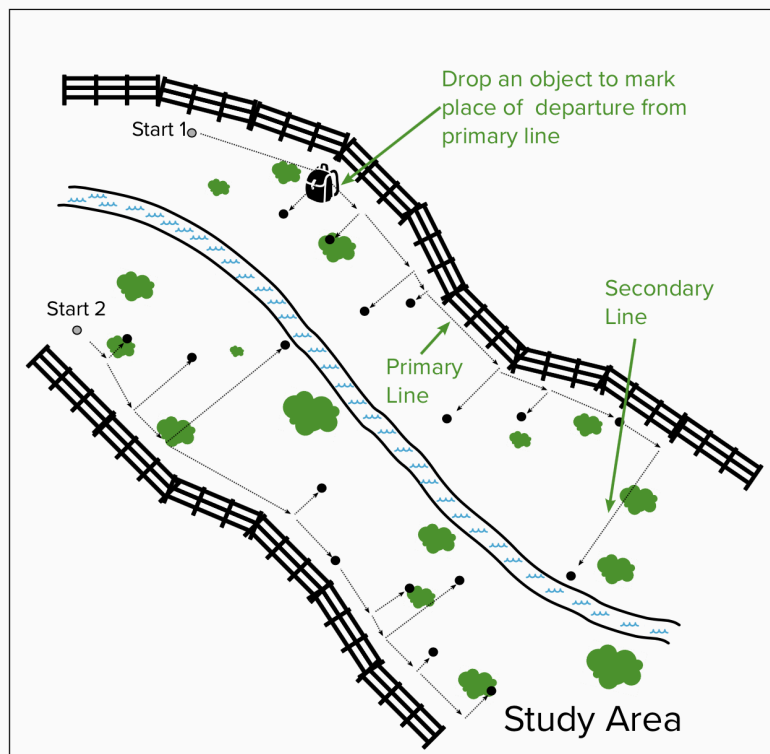 Drop an object to mark
place of departure from
primary line
Start 1
Secondary
Line
Start 2
Primary
Line
Study Area